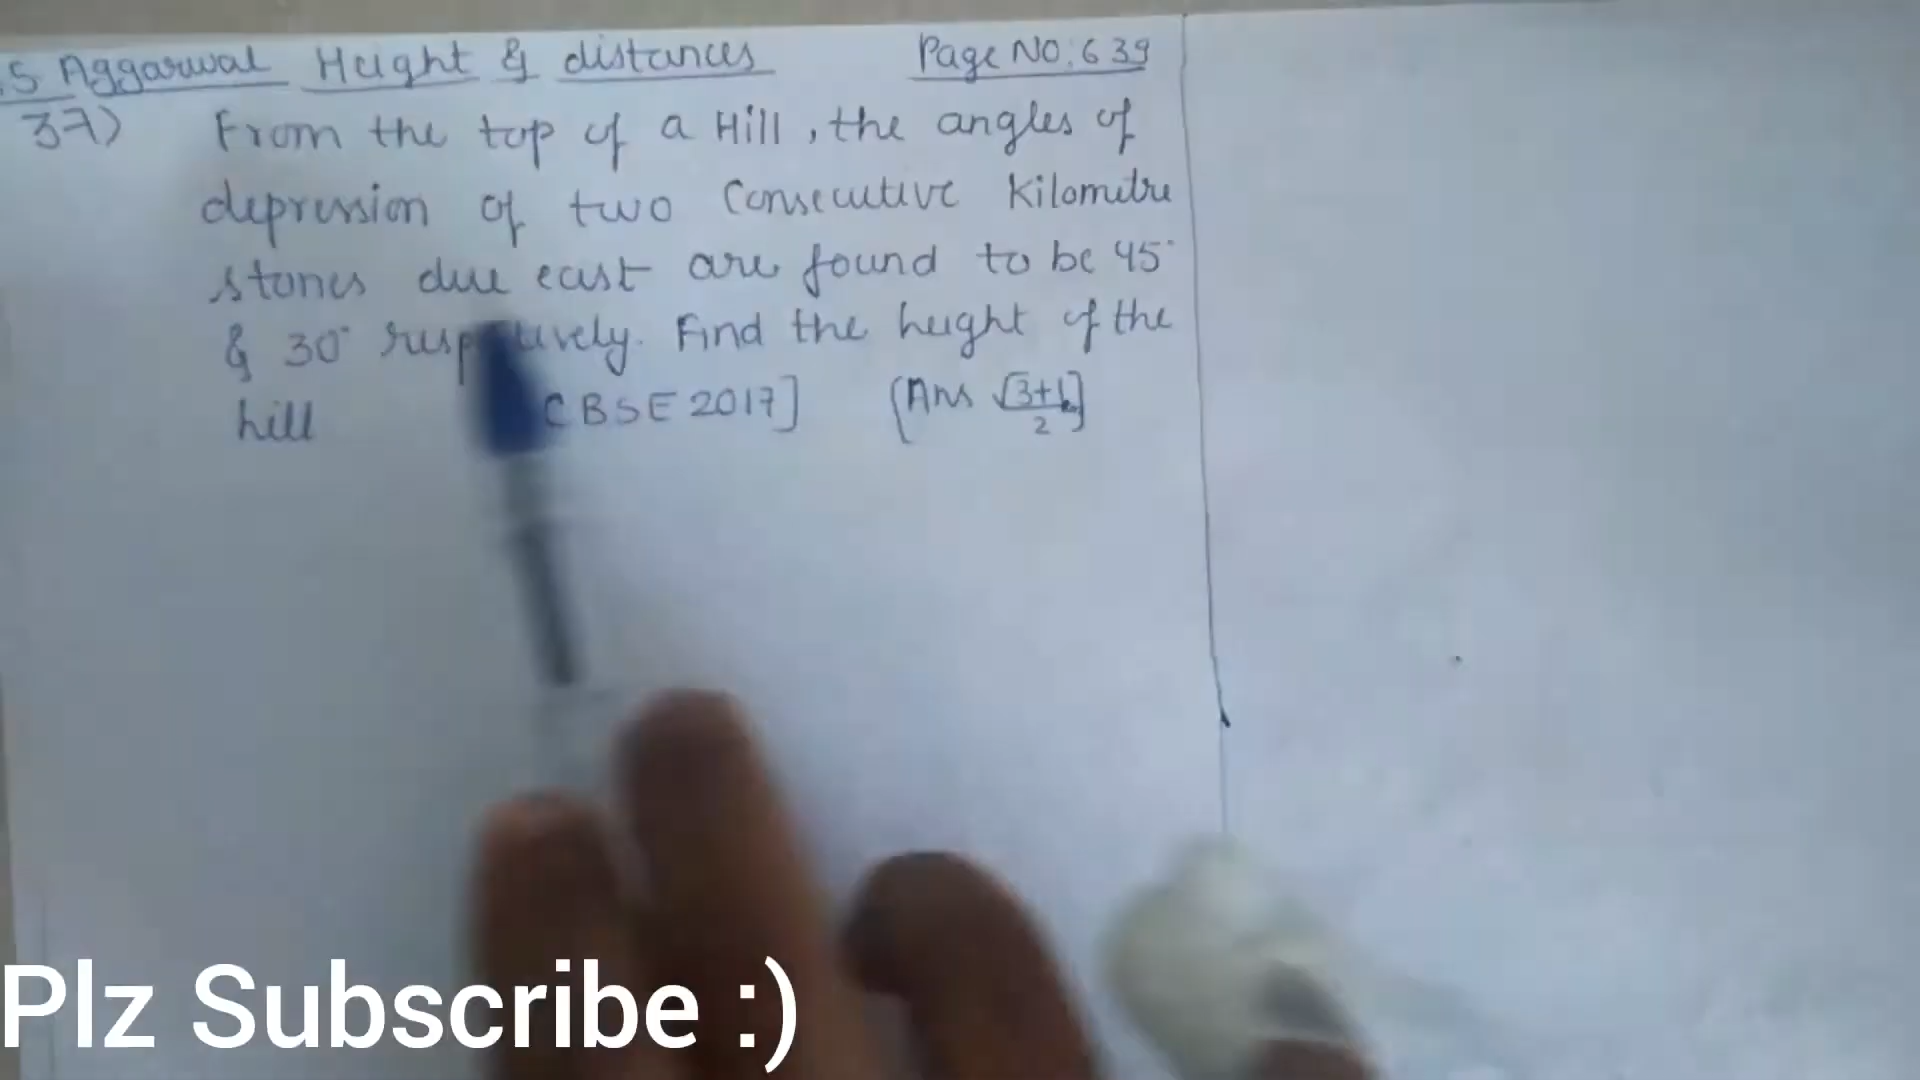 .S Aggarwal Height & distances Page NO:639
37) From the top of a Hill, the angles of
depression of two Consecutive Kilometre
stones due east are found to be 45°
& 30° respectively. Find the height of the
hill CBSE 2017] [Ans √3+1/2]
Plz Subscribe :)